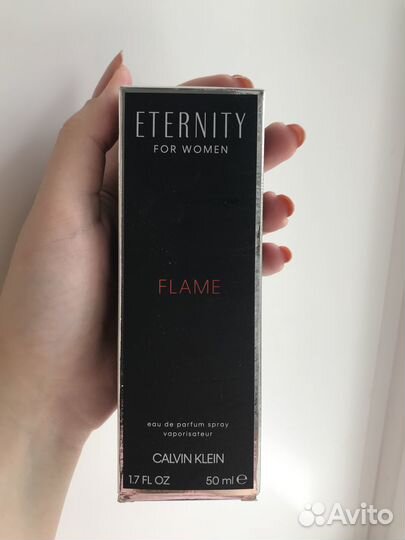 ETERNITY
FOR WOMEN
FLAME
eau de parfum spray
vaporisateur
CALVIN KLEIN
1.7 FL OZ 50 ml ℮
Avito